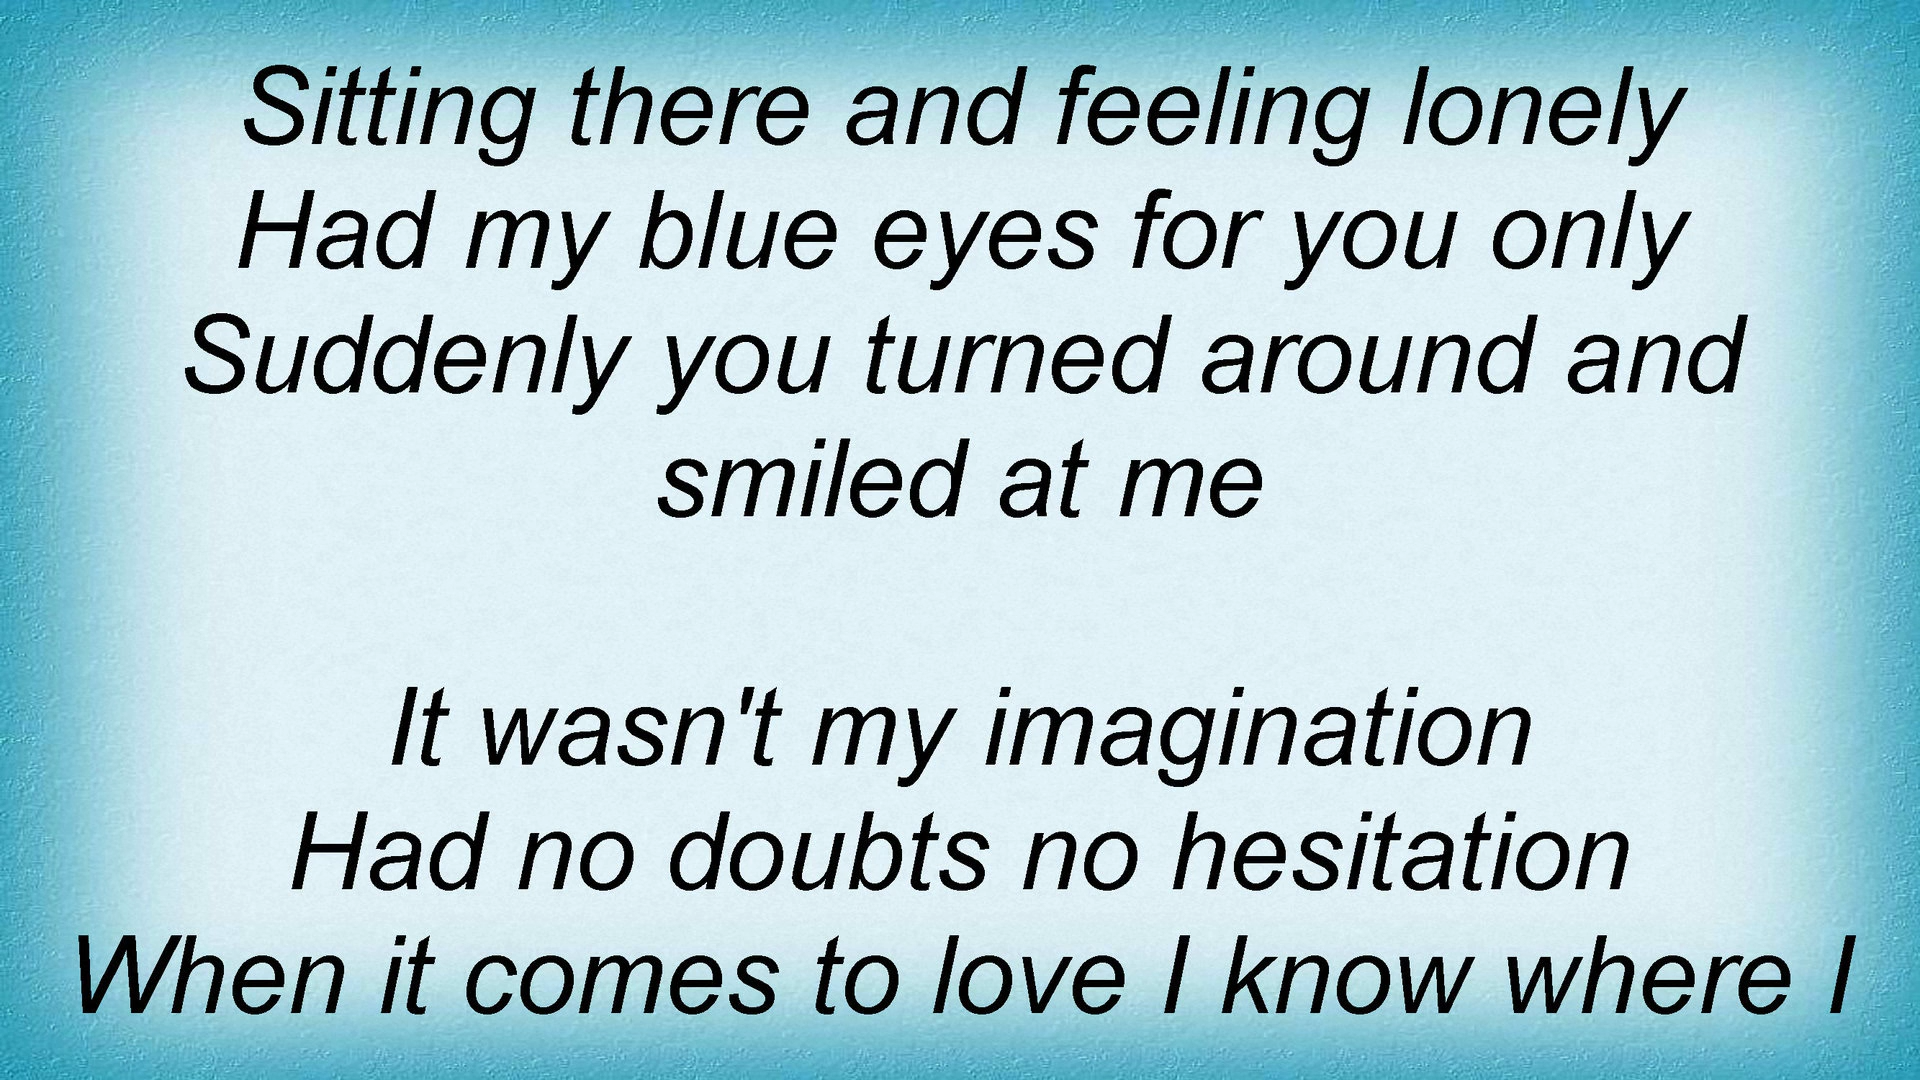 Sitting there and feeling lonely
Had my blue eyes for you only
Suddenly you turned around and
smiled at me
It wasn't my imagination
Had no doubts no hesitation
When it comes to love I know where I